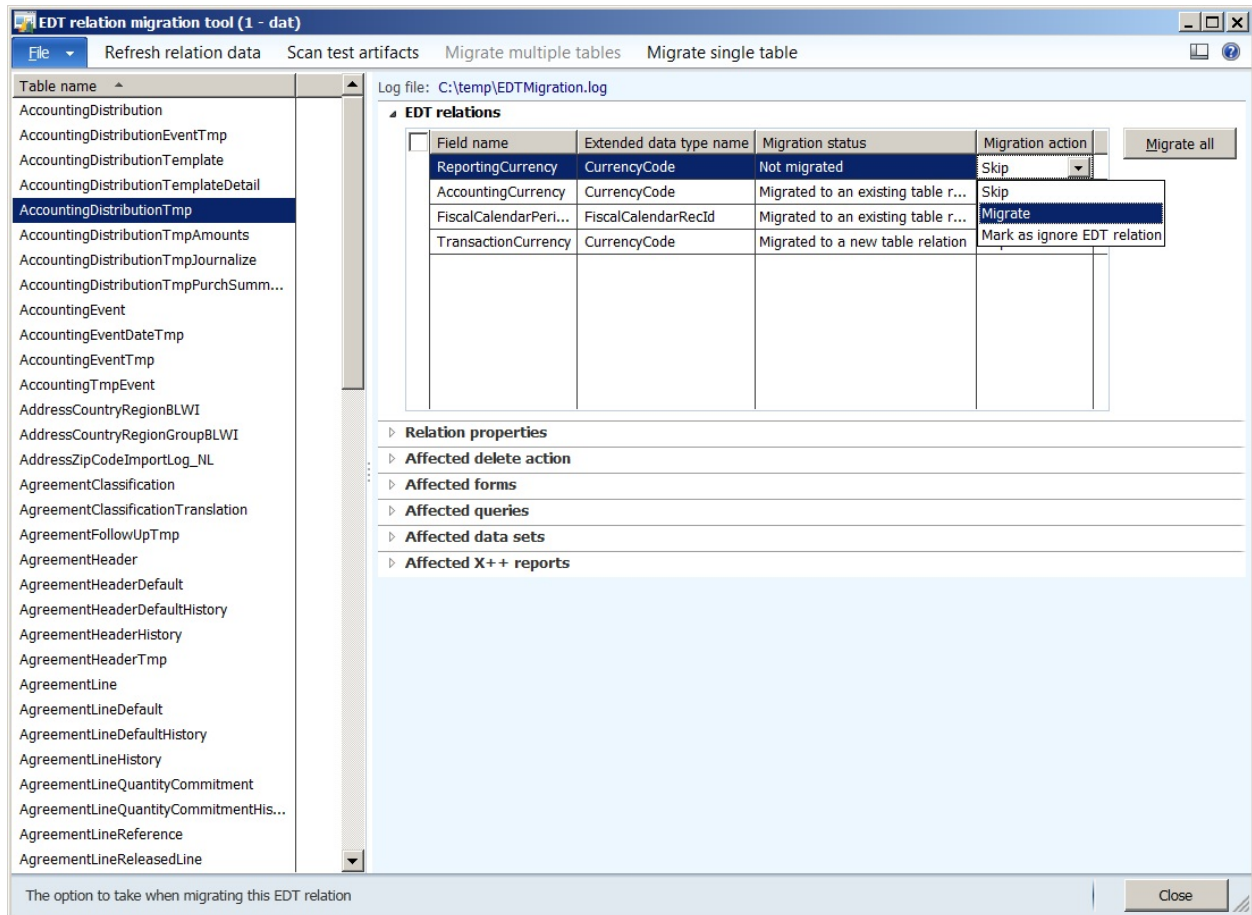 EDT relation migration tool (1 - dat)
File Refresh relation data Scan test artifacts Migrate multiple tables Migrate single table
Table name
AccountingDistribution
AccountingDistributionEventTmp
AccountingDistributionTemplate
AccountingDistributionTemplateDetail
AccountingDistributionTmp
AccountingDistributionTmpAmounts
AccountingDistributionTmpJournalize
AccountingDistributionTmpPurchSumm...
AccountingEvent
AccountingEventDateTmp
AccountingEventTmp
AccountingTmpEvent
AddressCountryRegionBLWI
AddressCountryRegionGroupBLWI
AddressZipCodeImportLog_NL
AgreementClassification
AgreementClassificationTranslation
AgreementFollowUpTmp
AgreementHeader
AgreementHeaderDefault
AgreementHeaderDefaultHistory
AgreementHeaderHistory
AgreementHeaderTmp
AgreementLine
AgreementLineDefault
AgreementLineDefaultHistory
AgreementLineHistory
AgreementLineQuantityCommitment
AgreementLineQuantityCommitmentHis...
AgreementLineReference
AgreementLineReleasedLine
Log file: C:\temp\EDTMigration.log
EDT relations
Field name Extended data type name Migration status Migration action
ReportingCurrency CurrencyCode Not migrated Skip
AccountingCurrency CurrencyCode Migrated to an existing table r...
FiscalCalendarPeri... FiscalCalendarRecId Migrated to an existing table r...
TransactionCurrency CurrencyCode Migrated to a new table relation
Skip
Migrate
Mark as ignore EDT relation
Migrate all
Relation properties
Affected delete action
Affected forms
Affected queries
Affected data sets
Affected X++ reports
The option to take when migrating this EDT relation
Close